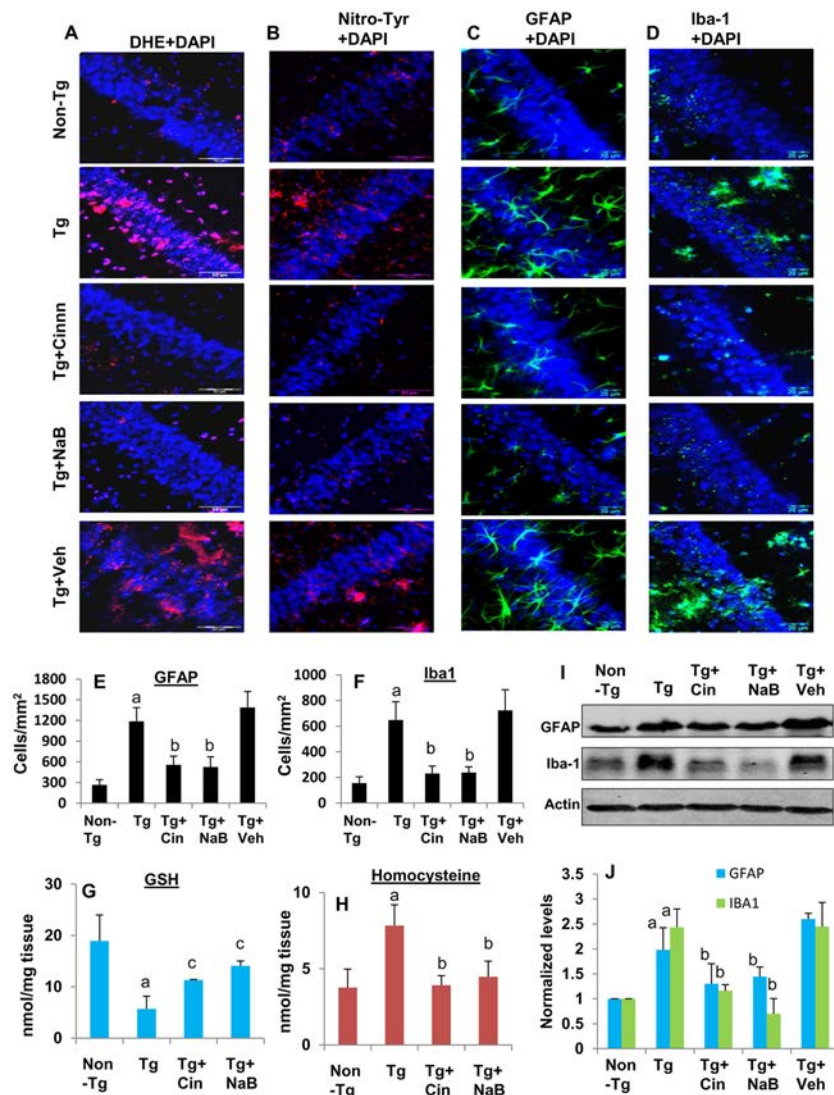 A
B
C
D
DHE+DAPI
Nitro-Tyr
+DAPI
GFAP
+DAPI
Iba-1
+DAPI
Non-Tg
Tg
Tg+Cinnn
Tg+NaB
Tg+Veh
E
GFAP
Cells/mm²
1800
1500
1200
900
600
300
0
a
b
b
Non-
Tg
Tg
Tg+
Cin
Tg+
NaB
Tg+
Veh
F
Iba1
Cells/mm²
1000
800
600
400
200
0
a
b
b
Non-
Tg
Tg
Tg+
Cin
Tg+
NaB
Tg+
Veh
I
Non
-Tg
Tg
Tg+
Cin
Tg+
NaB
Tg+
Veh
GFAP
Iba-1
Actin
G
GSH
nmol/mg tissue
30
20
10
0
a
c
c
Non
-Tg
Tg
Tg+
Cin
Tg+
NaB
H
Homocysteine
nmol/mg tissue
10
5
0
a
b
b
Non
-Tg
Tg
Tg+
Cin
Tg+
NaB
J
GFAP
IBA1
Normalized levels
3.5
3
2.5
2
1.5
1
0.5
0
a
a
b
b
b
b
Non
-Tg
Tg
Tg+
Cin
Tg+
NaB
Tg+
Veh